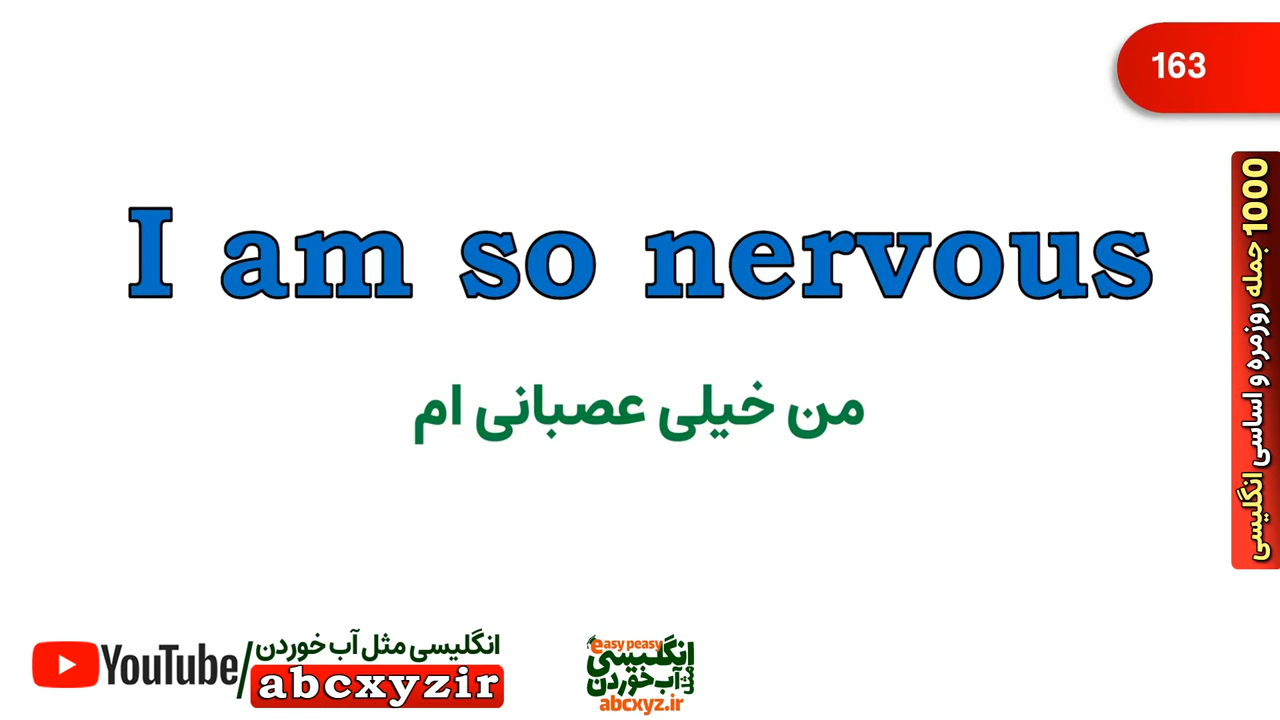 163
1000 جمله روزمره و اساسی انگلیسی
I am so nervous
من خیلی عصبانی ام
YouTube/
انگلیسی مثل آب خوردن
abcxyzir
easy peasy
انگلیسی
مثل
آب خوردن
abcxyz.ir